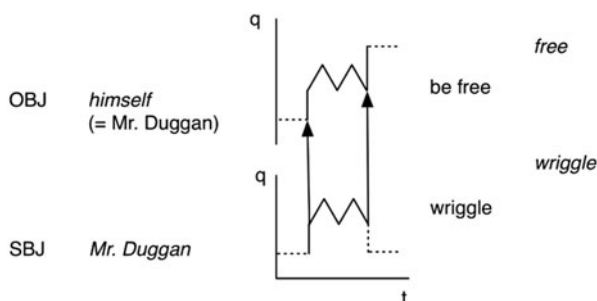 q
free
OBJ himself be free
(= Mr. Duggan)
q
wriggle
wriggle
SBJ Mr. Duggan
t